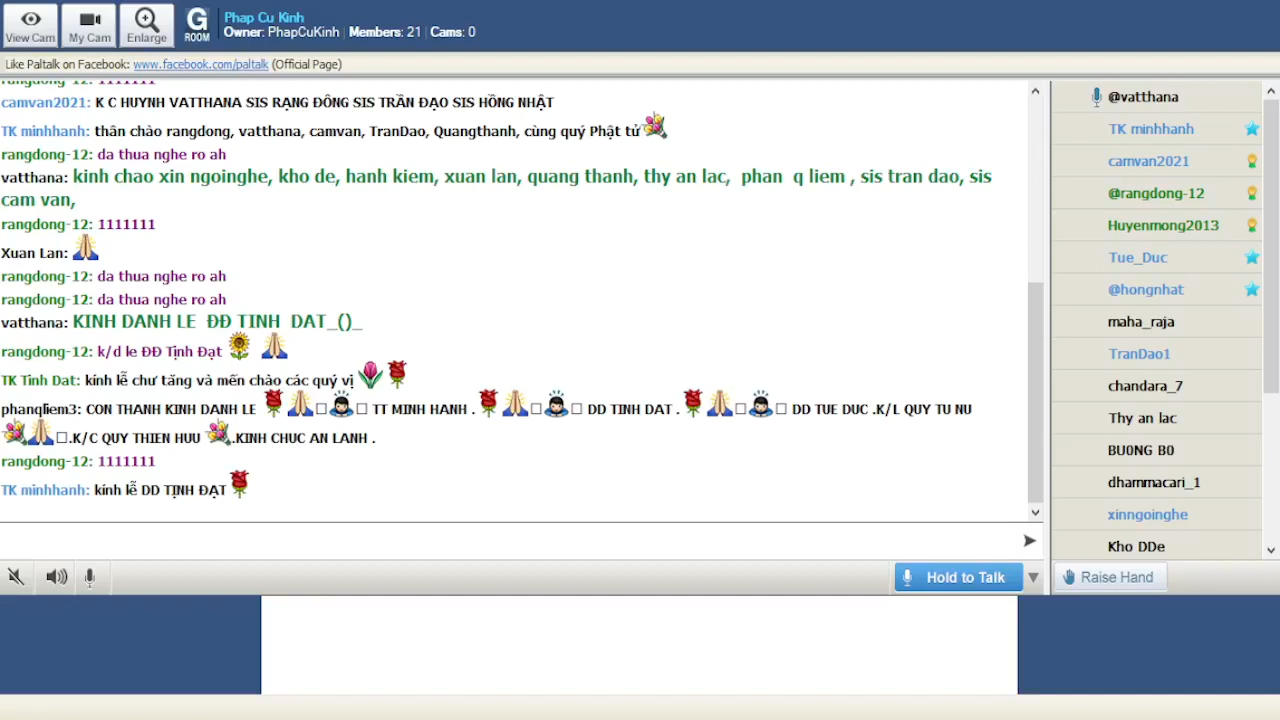 View Cam
My Cam
Enlarge
G
ROOM
Phap Cu Kinh
Owner: PhapCuKinh | Members: 21 | Cams: 0
Like Paltalk on Facebook: www.facebook.com/paltalk (Official Page)
rangdong-12: 1111111
camvan2021: K C HUYNH VATTHANA SIS RẠNG ĐÔNG SIS TRẦN ĐẠO SIS HỒNG NHẬT
TK minhhanh: thân chào rangdong, vatthana, camvan, TranDao, Quangthanh, cùng quý Phật tử
rangdong-12: da thua nghe ro ah
vatthana: kinh chao xin ngoinghe, kho de, hanh kiem, xuan lan, quang thanh, thy an lac, phan q liem , sis tran dao, sis
cam van,
rangdong-12: 1111111
Xuan Lan:
rangdong-12: da thua nghe ro ah
rangdong-12: da thua nghe ro ah
vatthana: KINH DANH LE ĐĐ TINH DAT_()_
rangdong-12: k/d le ĐĐ Tịnh Đạt
TK Tinh Dat: kính lễ chư tăng và mến chào các quý vị
phanqliem3: CON THANH KINH DANH LE TT MINH HANH . DD TINH DAT . DD TUE DUC .K/L QUY TU NU
.K/C QUY THIEN HUU .KINH CHUC AN LANH .
rangdong-12: 1111111
TK minhhanh: kính lễ DD TỊNH ĐẠT
Hold to Talk
@vatthana
TK minhhanh
camvan2021
@rangdong-12
Huyenmong2013
Tue_Duc
@hongnhat
maha_raja
TranDao1
chandara_7
Thy an lac
BU0NG B0
dhammacari_1
xinngoinghe
Kho DDe
Raise Hand